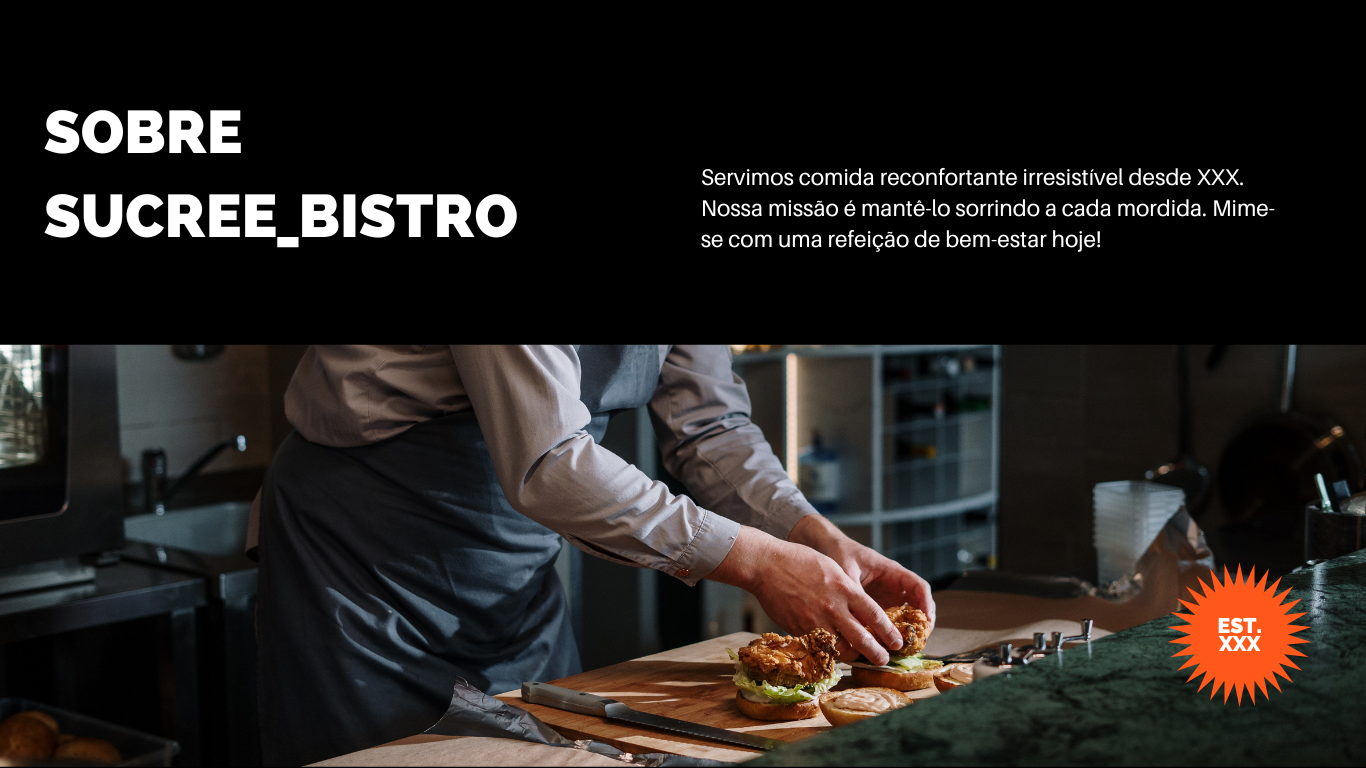 SOBRE
SUCREE_BISTRO
Servimos comida reconfortante irresistível desde XXX.
Nossa missão é mantê-lo sorrindo a cada mordida. Mime-
se com uma refeição de bem-estar hoje!
EST.
XXX